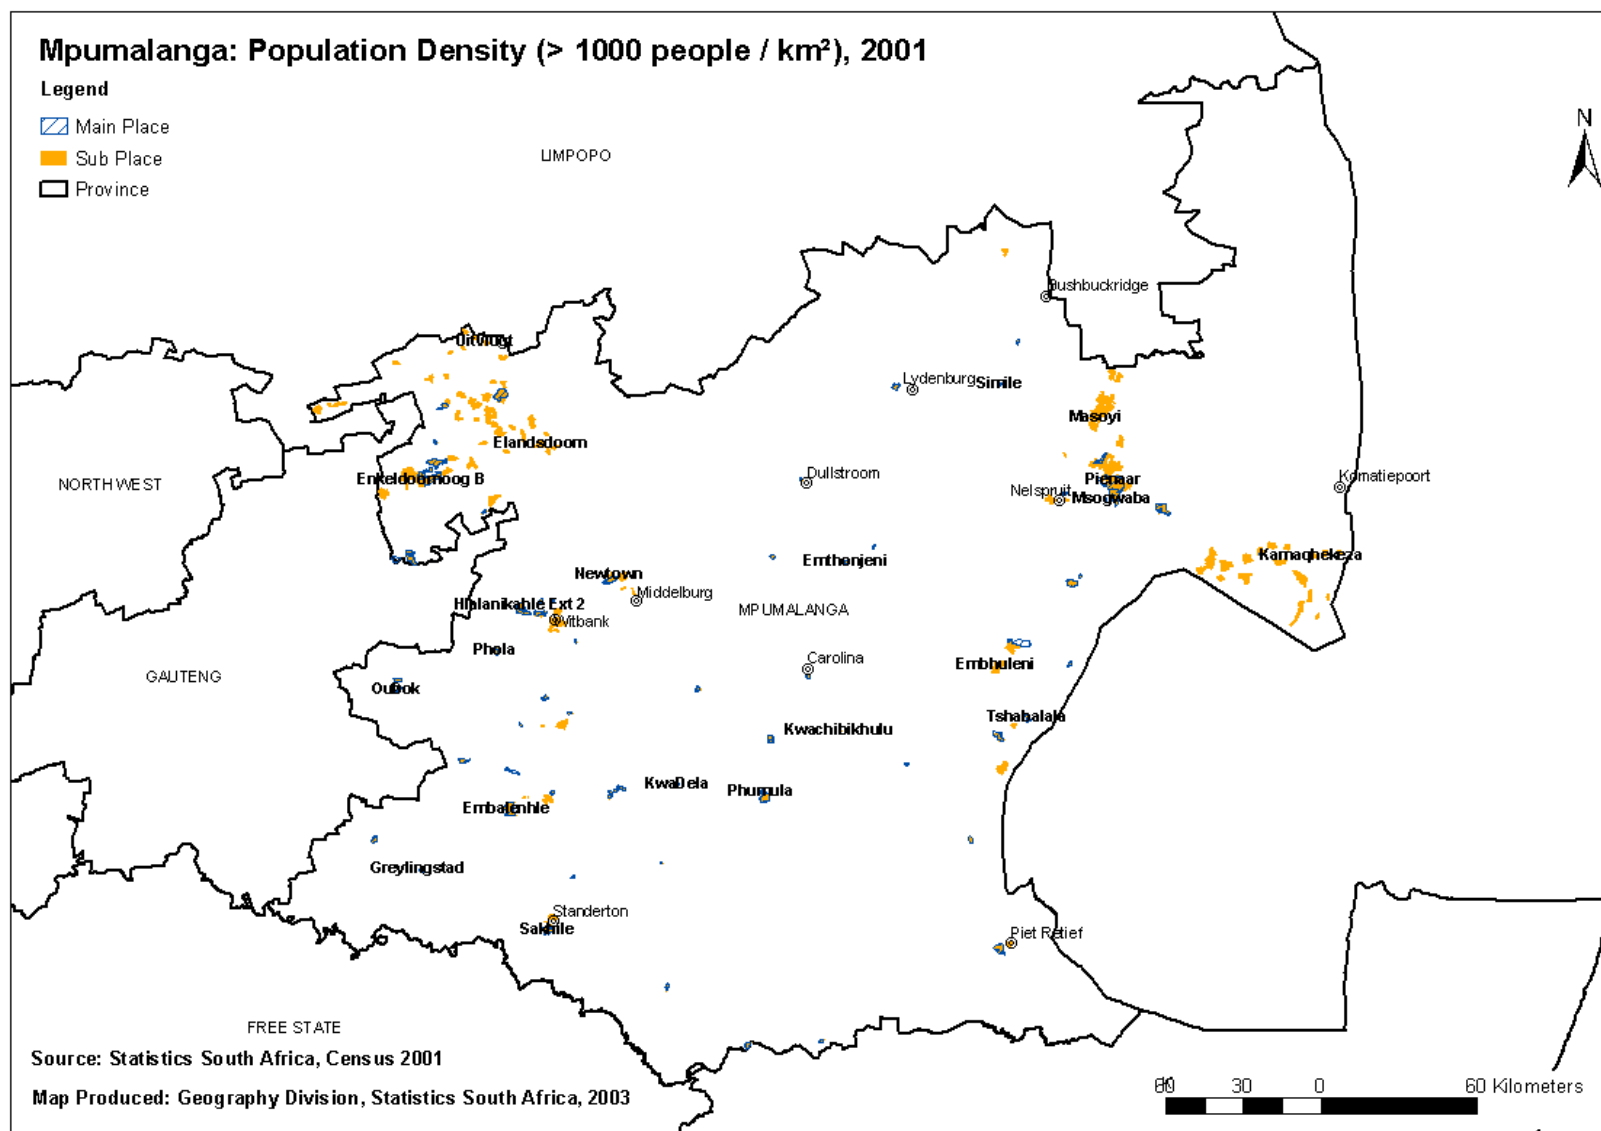 Mpumalanga: Population Density (> 1000 people / km²), 2001
Legend
Main Place
Sub Place
Province
N
LIMPOPO
Bushbuckridge
Lydenburg
Simile
Masoyi
Elandsdoorn
Enkeldoornoog B
NORTH WEST
Dullstroom
Pienaar
Nelspruit
Msogwaba
Komatiepoort
Kamaqhekeza
Emthonjeni
Newtown
Middelburg
Hlalanikahle Ext 2
Witbank
MPUMALANGA
Phola
Carolina
Embhuleni
GAUTENG
Oudok
Tshabalala
Kwachibikhulu
KwaDela
Phumula
Embalenhle
Greylingstad
Standerton
Sakhile
Piet Retief
FREE STATE
Source: Statistics South Africa, Census 2001
Map Produced: Geography Division, Statistics South Africa, 2003
30 0 60 Kilometers